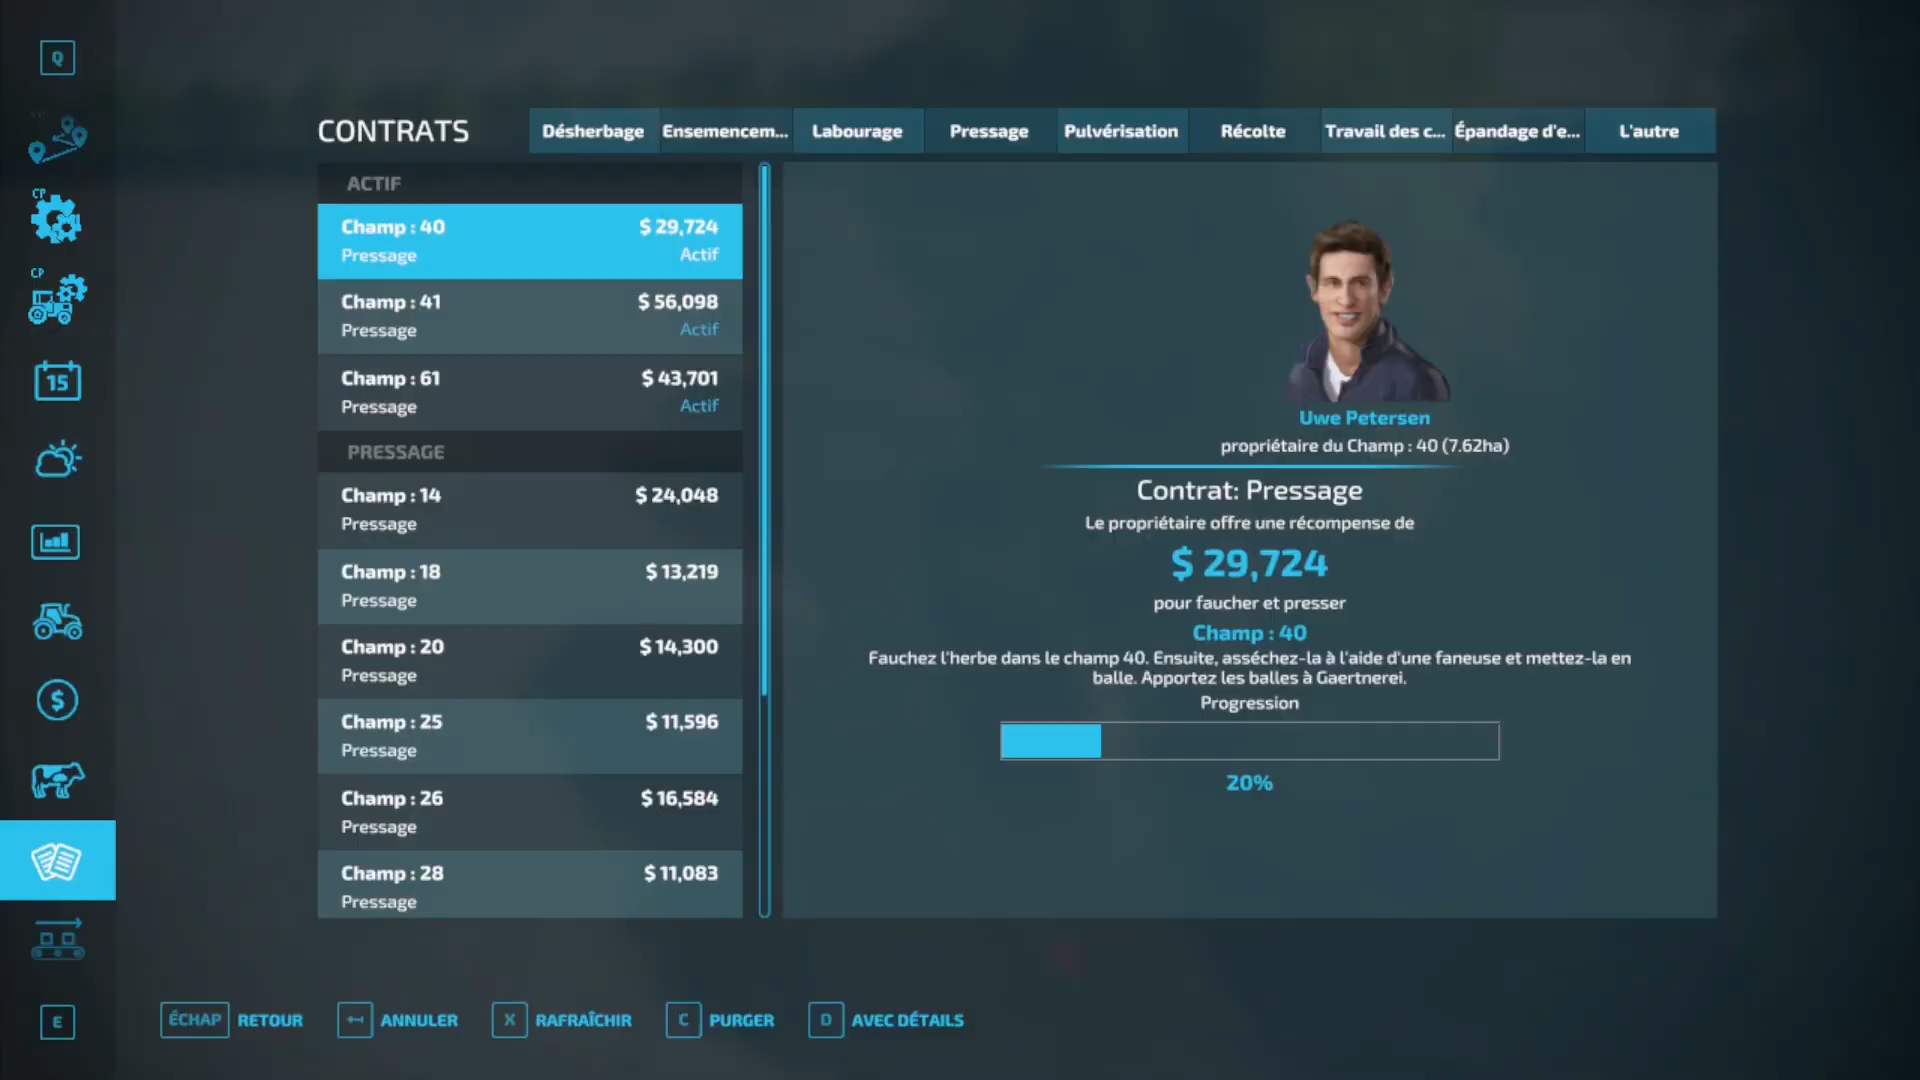 Q
CP
CP
15
E
CONTRATS
Désherbage Ensemencem... Labourage Pressage Pulvérisation Récolte Travail des c... Épandage d'e... L'autre
ACTIF
Champ : 40 $ 29,724
Pressage Actif
Champ : 41 $ 56,098
Pressage Actif
Champ : 61 $ 43,701
Pressage Actif
PRESSAGE
Champ : 14 $ 24,048
Pressage
Champ : 18 $ 13,219
Pressage
Champ : 20 $ 14,300
Pressage
Champ : 25 $ 11,596
Pressage
Champ : 26 $ 16,584
Pressage
Champ : 28 $ 11,083
Pressage
Uwe Petersen
propriétaire du Champ : 40 (7.62ha)
Contrat: Pressage
Le propriétaire offre une récompense de
$ 29,724
pour faucher et presser
Champ : 40
Fauchez l'herbe dans le champ 40. Ensuite, asséchez-la à l'aide d'une faneuse et mettez-la en
balle. Apportez les balles à Gaertnerei.
Progression
20%
ÉCHAP RETOUR ANNULER X RAFRAÎCHIR C PURGER D AVEC DÉTAILS